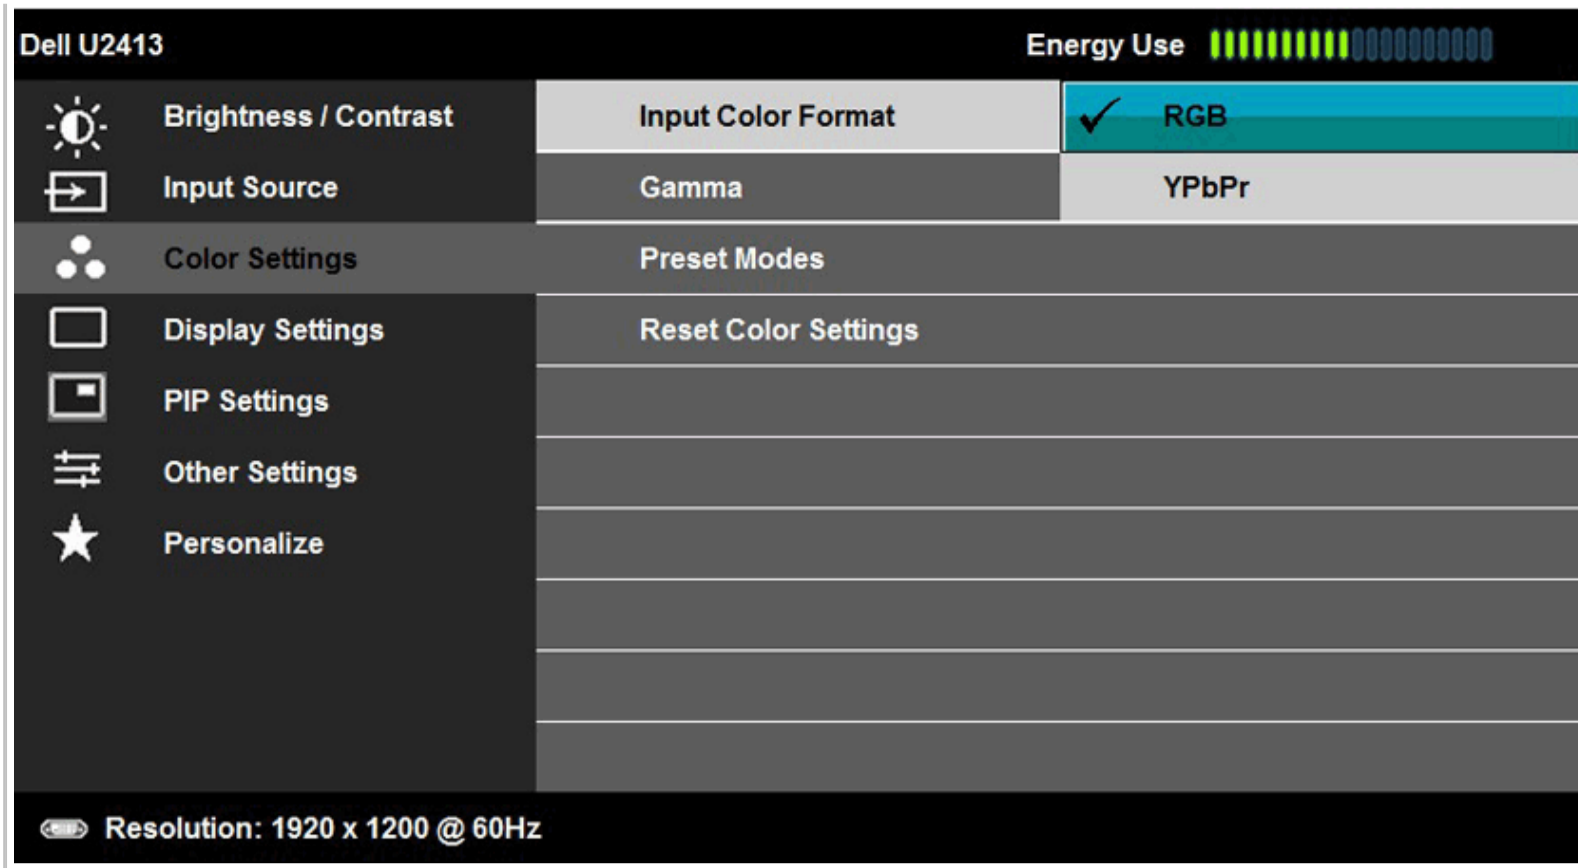 Dell U2413
Energy Use
Brightness / Contrast
Input Color Format
RGB
Input Source
Gamma
YPbPr
Color Settings
Preset Modes
Display Settings
Reset Color Settings
PIP Settings
Other Settings
Personalize
Resolution: 1920 x 1200 @ 60Hz